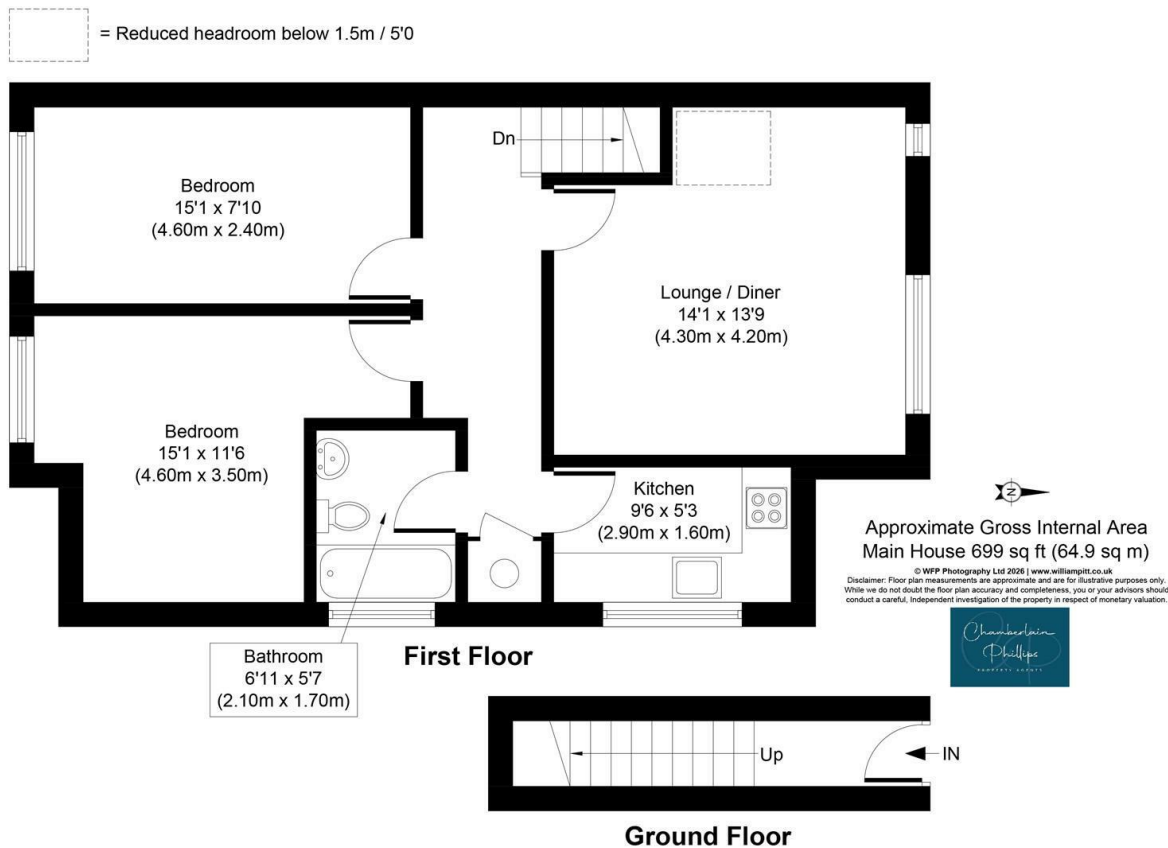 = Reduced headroom below 1.5m / 5'0
Dn
Bedroom
15'1 x 7'10
(4.60m x 2.40m)
Lounge / Diner
14'1 x 13'9
(4.30m x 4.20m)
Bedroom
15'1 x 11'6
(4.60m x 3.50m)
Kitchen
9'6 x 5'3
(2.90m x 1.60m)
N
Approximate Gross Internal Area
Main House 699 sq ft (64.9 sq m)
© WFP Photography Ltd 2026 | www.williampitt.co.uk
Disclaimer: Floor plan measurements are approximate and are for illustrative purposes only.
While we do not doubt the floor plan accuracy and completeness, you or your advisors should
conduct a careful, Independent investigation of the property in respect of monetary valuation.
Chamberlain
Phillips
PROPERTY AGENTS
Bathroom
6'11 x 5'7
(2.10m x 1.70m)
First Floor
Up
IN
Ground Floor